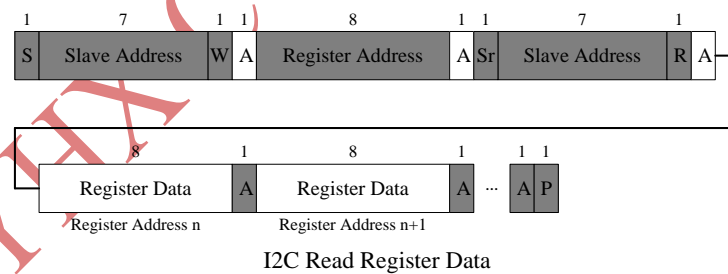 1 7 1 1 8 1 1 7 1
S Slave Address W A Register Address A Sr Slave Address R A
8 1 8 1 1 1
Register Data A Register Data A ... A P
Register Address n Register Address n+1
I2C Read Register Data